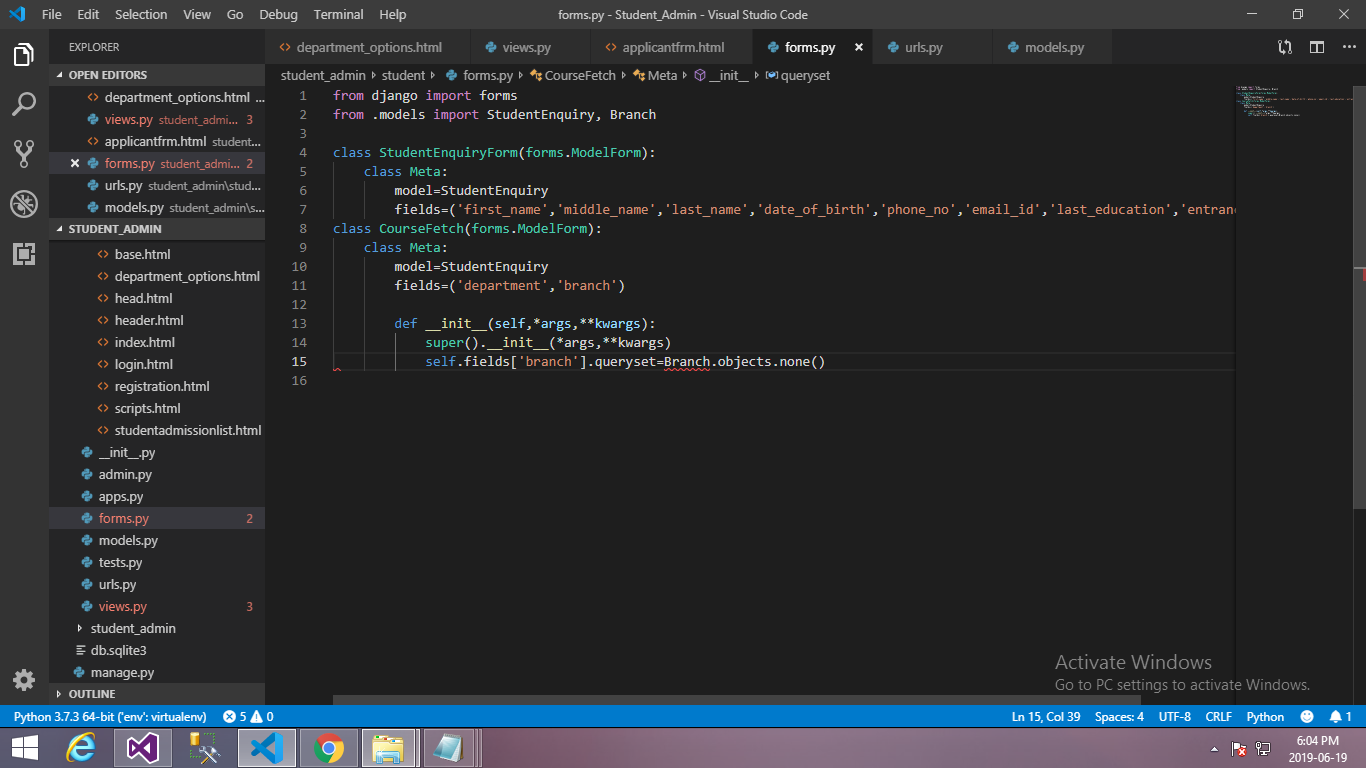 File Edit Selection View Go Debug Terminal Help
forms.py - Student_Admin - Visual Studio Code
EXPLORER
OPEN EDITORS
department_options.html ...
views.py student_admi... 3
applicantfrm.html student...
forms.py student_admi... 2
urls.py student_admin\stud...
models.py student_admin\s...
STUDENT_ADMIN
base.html
department_options.html
head.html
header.html
index.html
login.html
registration.html
scripts.html
studentadmissionlist.html
__init__.py
admin.py
apps.py
forms.py 2
models.py
tests.py
urls.py
views.py 3
student_admin
db.sqlite3
manage.py
OUTLINE
department_options.html views.py applicantfrm.html forms.py urls.py models.py
student_admin student forms.py CourseFetch Meta __init__ queryset
1 from django import forms
2 from .models import StudentEnquiry, Branch
3
4 class StudentEnquiryForm(forms.ModelForm):
5 class Meta:
6 model=StudentEnquiry
7 fields=('first_name','middle_name','last_name','date_of_birth','phone_no','email_id','last_education','entran
8 class CourseFetch(forms.ModelForm):
9 class Meta:
10 model=StudentEnquiry
11 fields=('department','branch')
12
13 def __init__(self,*args,**kwargs):
14 super().__init__(*args,**kwargs)
15 self.fields['branch'].queryset=Branch.objects.none()
16
Activate Windows
Go to PC settings to activate Windows.
Python 3.7.3 64-bit ('env': virtualenv) 5 0 Ln 15, Col 39 Spaces: 4 UTF-8 CRLF Python 1
6:04 PM
2019-06-19